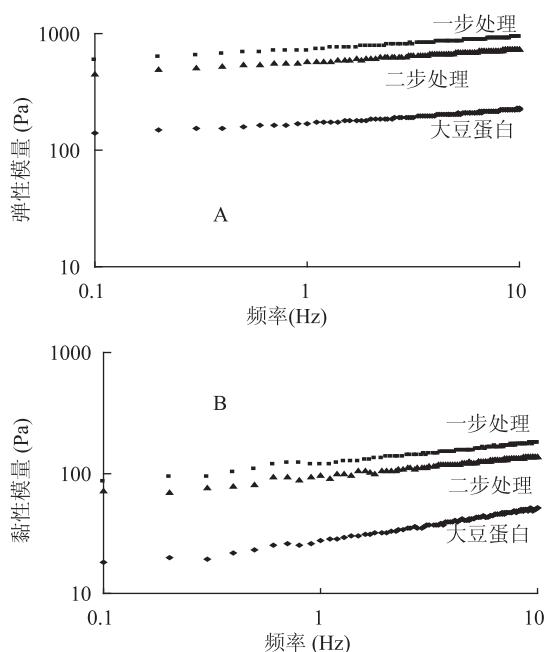 一步处理
1000
二步处理
弹性模量 (Pa)
100
大豆蛋白
A
10
0.1
1
10
频率(Hz)
1000
B
一步处理
黏性模量 (Pa)
100
二步处理
大豆蛋白
10
0.1
1
10
频率 (Hz)